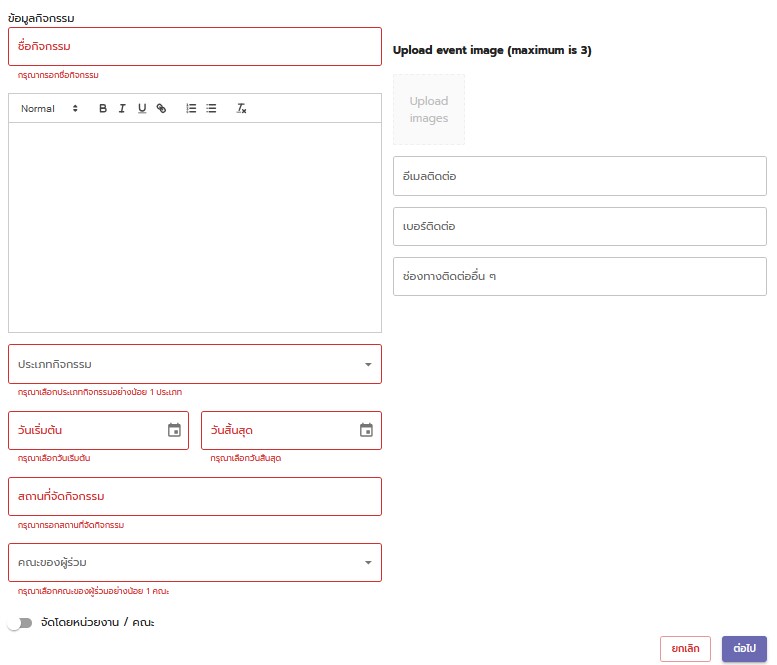 ข้อมูลกิจกรรม
ชื่อกิจกรรม
กรุณากรอกชื่อกิจกรรม
Normal
ประเภทกิจกรรม
กรุณาเลือกประเภทกิจกรรมอย่างน้อย 1 ประเภท
วันเริ่มต้น
วันสิ้นสุด
กรุณาเลือกวันเริ่มต้น
กรุณาเลือกวันสิ้นสุด
สถานที่จัดกิจกรรม
กรุณากรอกสถานที่จัดกิจกรรม
คณะของผู้ร่วม
กรุณาเลือกคณะของผู้ร่วมอย่างน้อย 1 คณะ
จัดโดยหน่วยงาน / คณะ
Upload event image (maximum is 3)
Upload
images
อีเมลติดต่อ
เบอร์ติดต่อ
ช่องทางติดต่ออื่น ๆ
ยกเลิก
ต่อไป